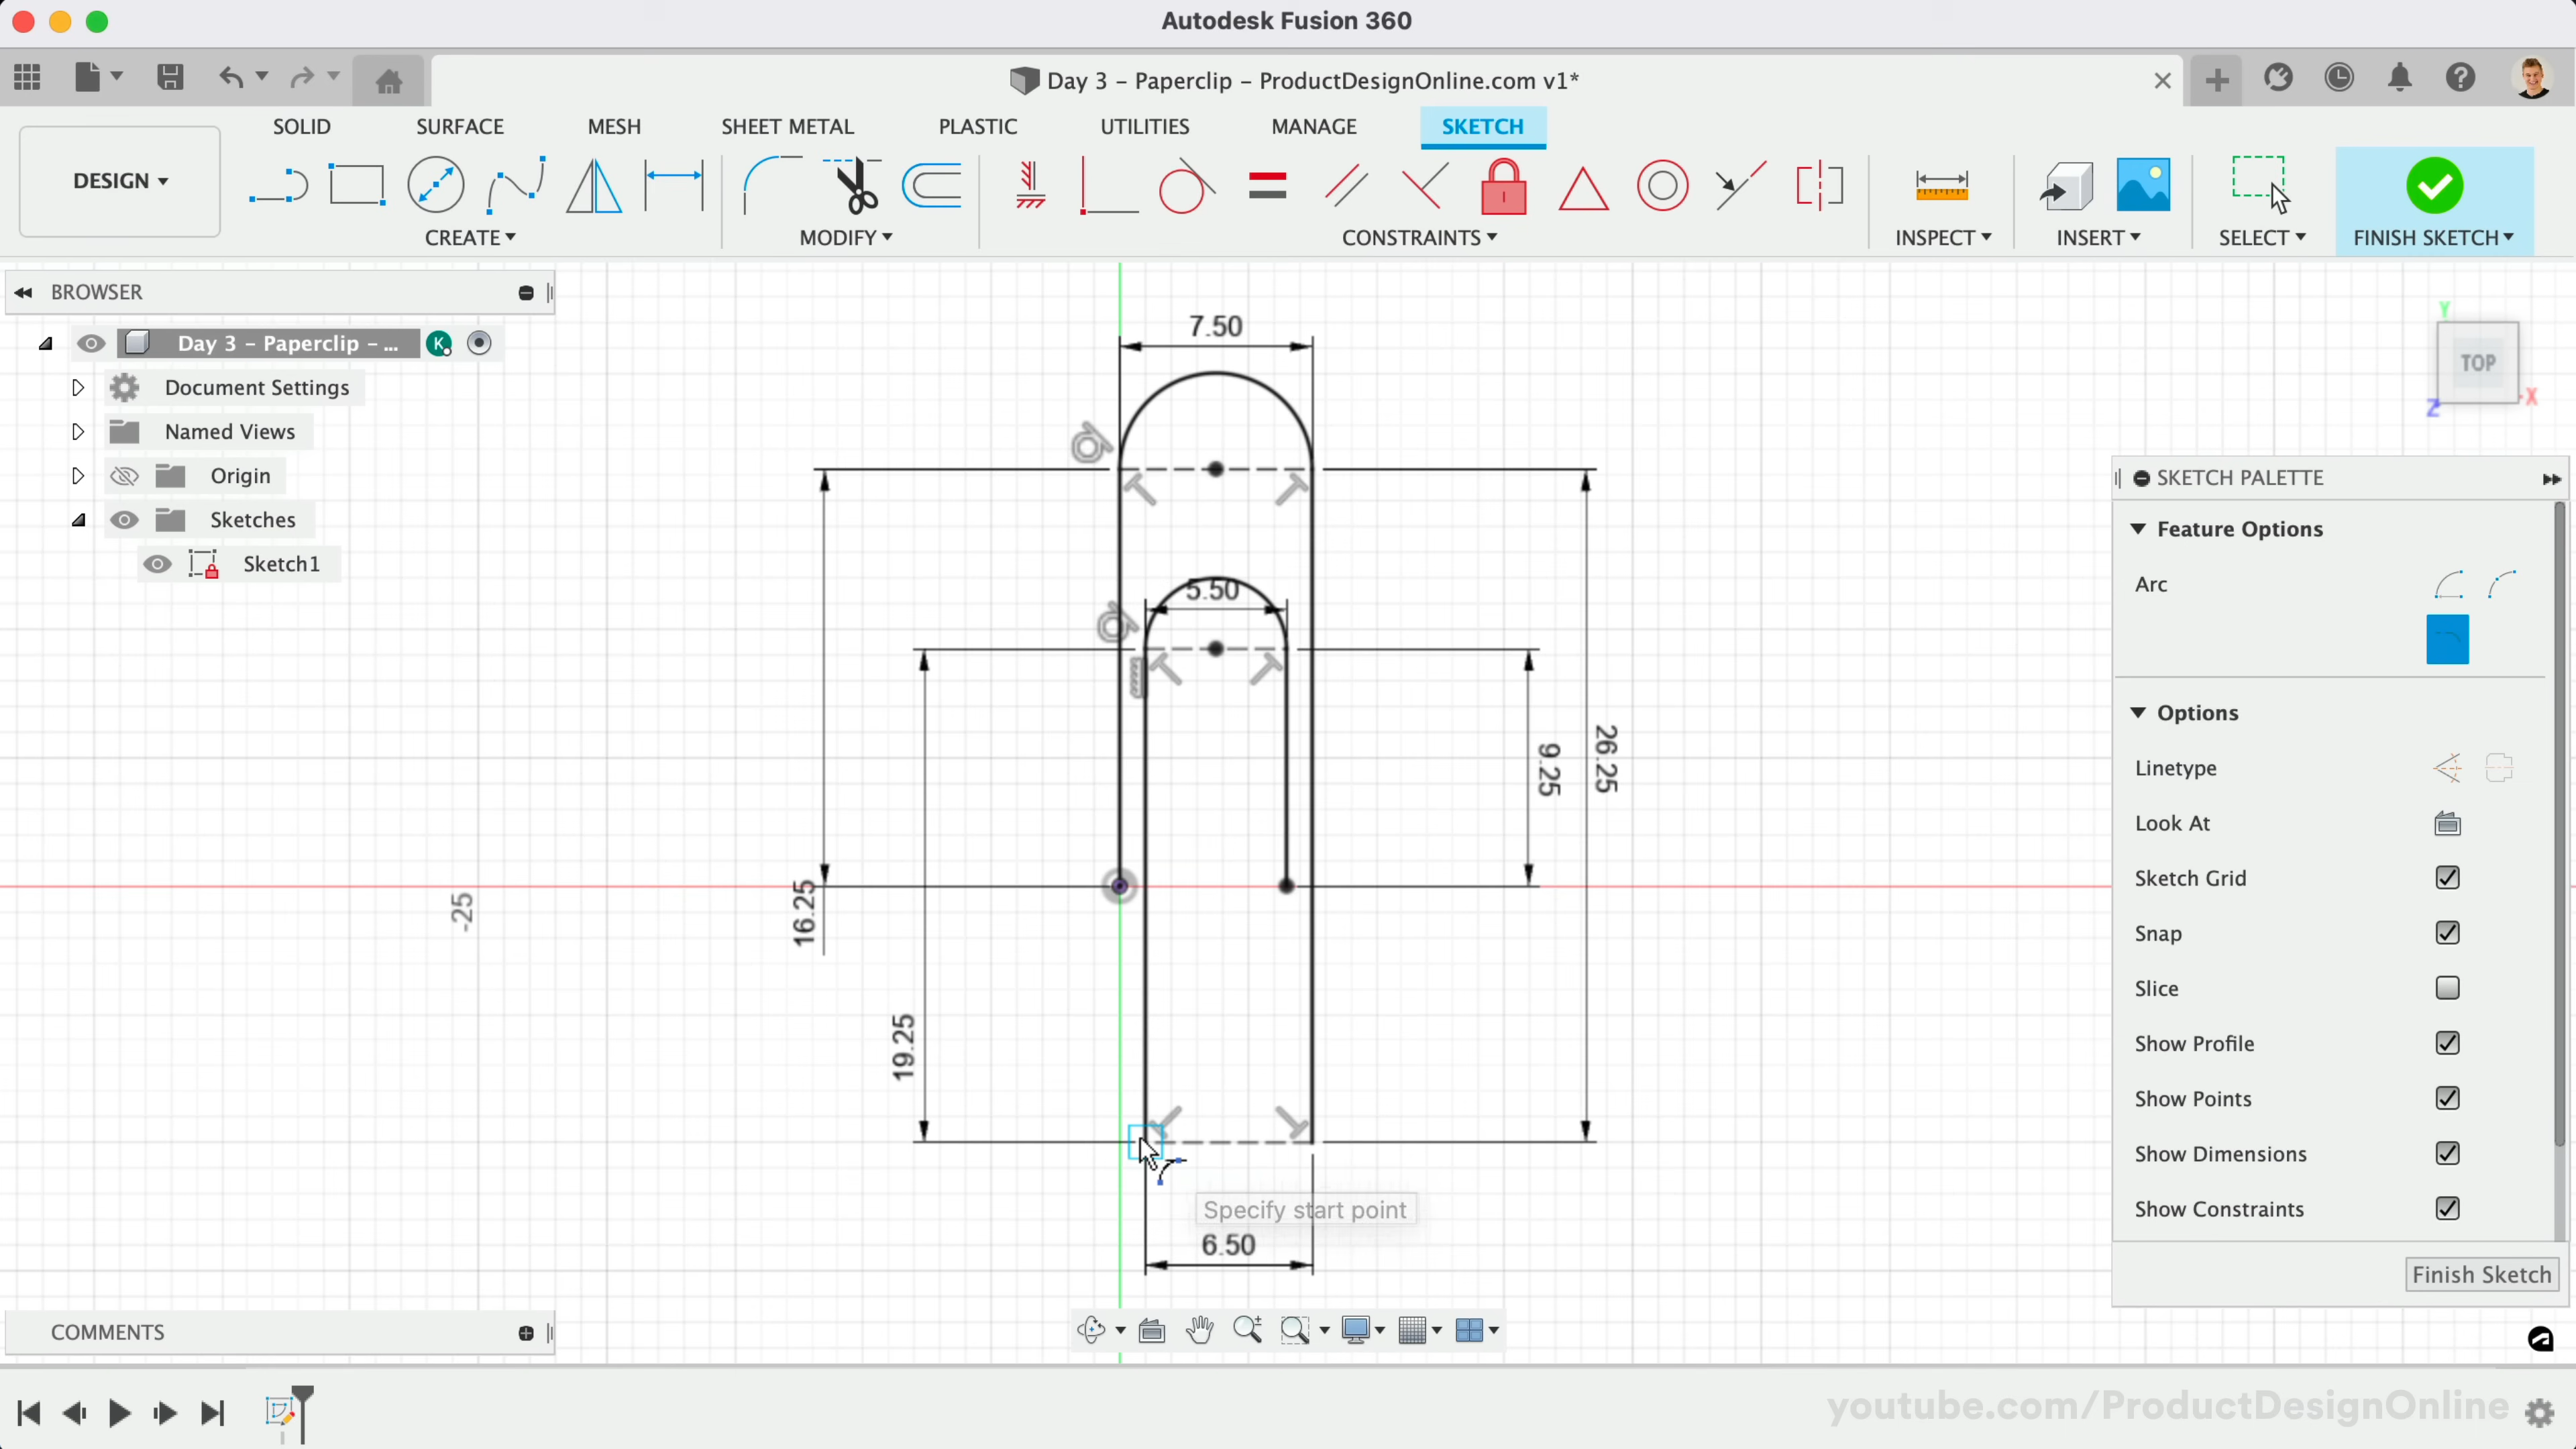 Autodesk Fusion 360
Day 3 – Paperclip – ProductDesignOnline.com v1*
SOLID SURFACE MESH SHEET METAL PLASTIC UTILITIES MANAGE SKETCH
DESIGN
CREATE MODIFY CONSTRAINTS INSPECT INSERT SELECT FINISH SKETCH
BROWSER
Day 3 – Paperclip – ... K
Document Settings
Named Views
Origin
Sketches
Sketch1
Y
TOP
X
Z
SKETCH PALETTE
Feature Options
Arc
Options
Linetype
Look At
Sketch Grid
Snap
Slice
Show Profile
Show Points
Show Dimensions
Show Constraints
Finish Sketch
7.50
5.50
9.25
26.25
-25
16.25
19.25
Specify start point
6.50
COMMENTS
youtube.com/ProductDesignOnline